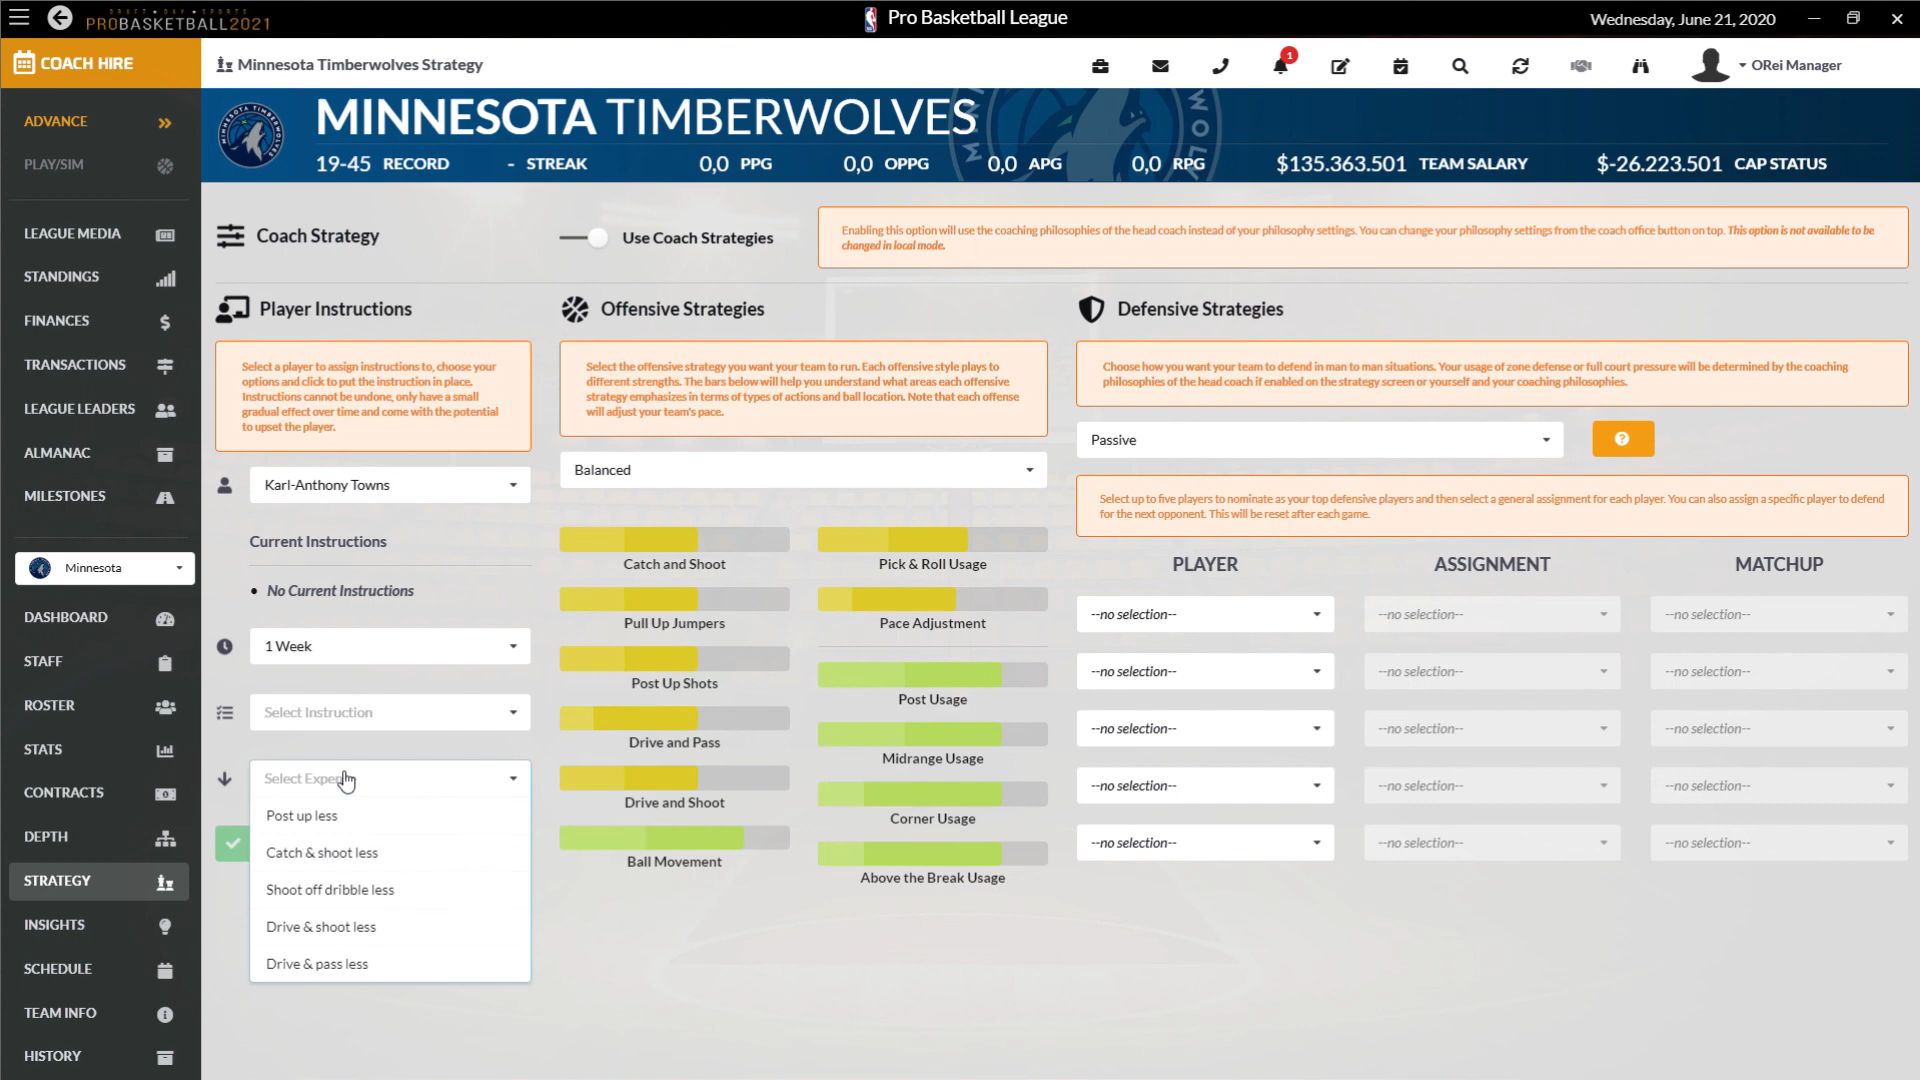 DRAFT DAY SPORTS
PROBASKETBALL2021
Pro Basketball League
Wednesday, June 21, 2020
COACH HIRE
Minnesota Timberwolves Strategy
1
ORei Manager
ADVANCE
PLAY/SIM
LEAGUE MEDIA
STANDINGS
FINANCES
TRANSACTIONS
LEAGUE LEADERS
ALMANAC
MILESTONES
Minnesota
DASHBOARD
STAFF
ROSTER
STATS
CONTRACTS
DEPTH
STRATEGY
INSIGHTS
SCHEDULE
TEAM INFO
HISTORY
MINNESOTA TIMBERWOLVES
19-45 RECORD
- STREAK
0,0 PPG
0,0 OPPG
0,0 APG
0,0 RPG
$135.363.501 TEAM SALARY
$-26.223.501 CAP STATUS
Coach Strategy
Use Coach Strategies
Enabling this option will use the coaching philosophies of the head coach instead of your philosophy settings. You can change your philosophy settings from the coach office button on top. This option is not available to be
changed in local mode.
Player Instructions
Select a player to assign instructions to, choose your
options and click to put the instruction in place.
Instructions cannot be undone, only have a small
gradual effect over time and come with the potential
to upset the player.
Karl-Anthony Towns
Current Instructions
• No Current Instructions
1 Week
Select Instruction
Select Expen
Post up less
Catch & shoot less
Shoot off dribble less
Drive & shoot less
Drive & pass less
Offensive Strategies
Select the offensive strategy you want your team to run. Each offensive style plays to
different strengths. The bars below will help you understand what areas each offensive
strategy emphasizes in terms of types of actions and ball location. Note that each offense
will adjust your team's pace.
Balanced
Catch and Shoot
Pull Up Jumpers
Post Up Shots
Drive and Pass
Drive and Shoot
Ball Movement
Pick & Roll Usage
Pace Adjustment
Post Usage
Midrange Usage
Corner Usage
Above the Break Usage
Defensive Strategies
Choose how you want your team to defend in man to man situations. Your usage of zone defense or full court pressure will be determined by the coaching
philosophies of the head coach if enabled on the strategy screen or yourself and your coaching philosophies.
Passive
?
Select up to five players to nominate as your top defensive players and then select a general assignment for each player. You can also assign a specific player to defend
for the next opponent. This will be reset after each game.
PLAYER ASSIGNMENT MATCHUP
--no selection-- --no selection-- --no selection--
--no selection-- --no selection-- --no selection--
--no selection-- --no selection-- --no selection--
--no selection-- --no selection-- --no selection--
--no selection-- --no selection-- --no selection--